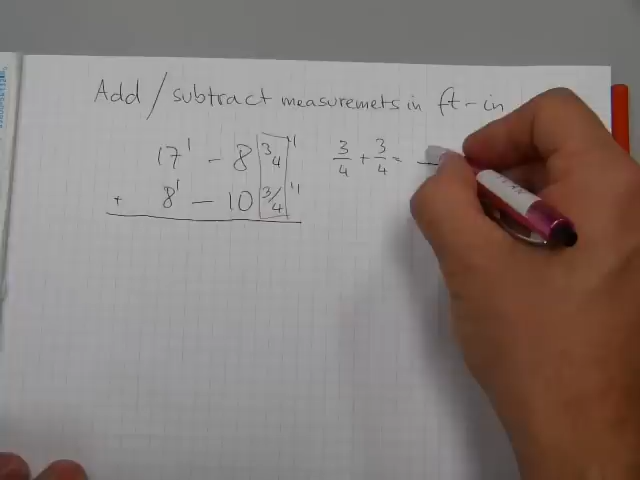 Add / subtract measuremets in ft - in
17' - 8 3/4"
+ 8' - 10 3/4"
3/4 + 3/4 =